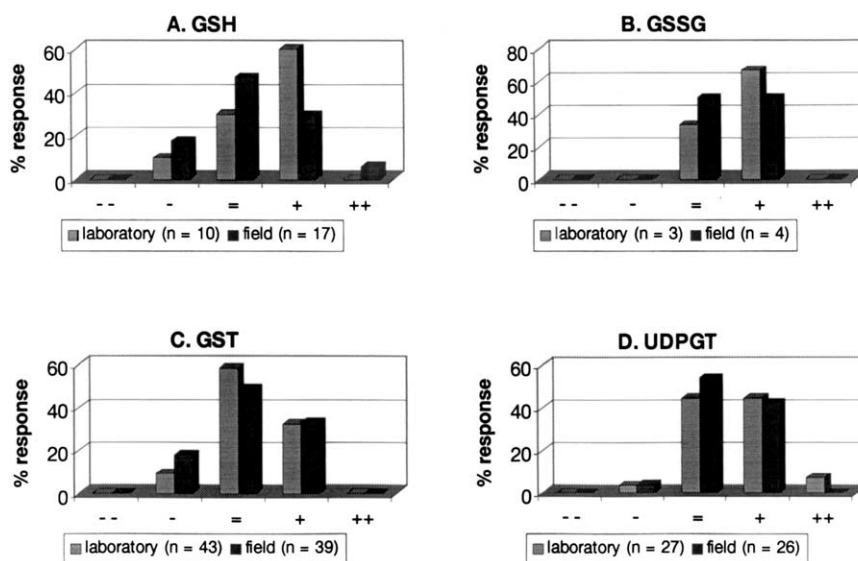 A. GSH
60
40
20
0
% response
-- - = + ++
laboratory (n = 10) field (n = 17)
B. GSSG
80
60
40
20
0
% response
-- - = + ++
laboratory (n = 3) field (n = 4)
C. GST
60
40
20
0
% response
-- - = + ++
laboratory (n = 43) field (n = 39)
D. UDPGT
60
40
20
0
% response
-- - = + ++
laboratory (n = 27) field (n = 26)